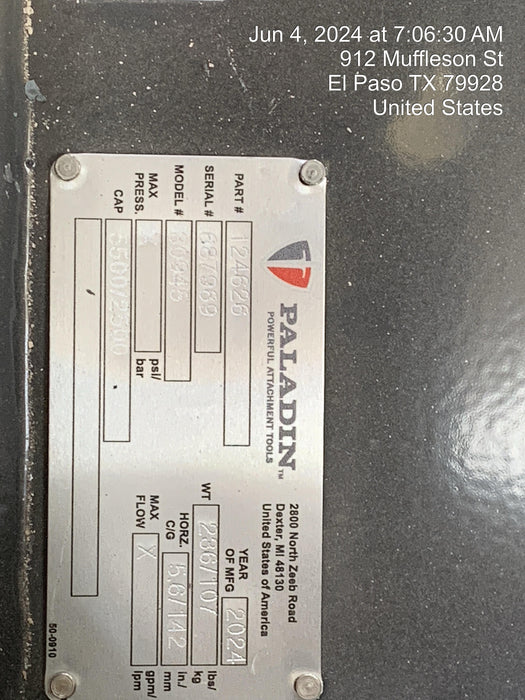 Jun 4, 2024 at 7:06:30 AM
912 Muffleson St
El Paso TX 79928
United States
PALADIN™
POWERFUL ATTACHMENT TOOLS
2800 North Zeeb Road
Dexter, MI 48130
United States of America
PART # 124626
YEAR OF MFG 2024
SERIAL #
WT 236/107 lbs/ kg
MODEL #
HORZ. C/G 5.6/142 in./ mm
MAX PRESS. X psi/ bar
MAX FLOW X gpm/ lpm
CAP 5500/2500
50-0910